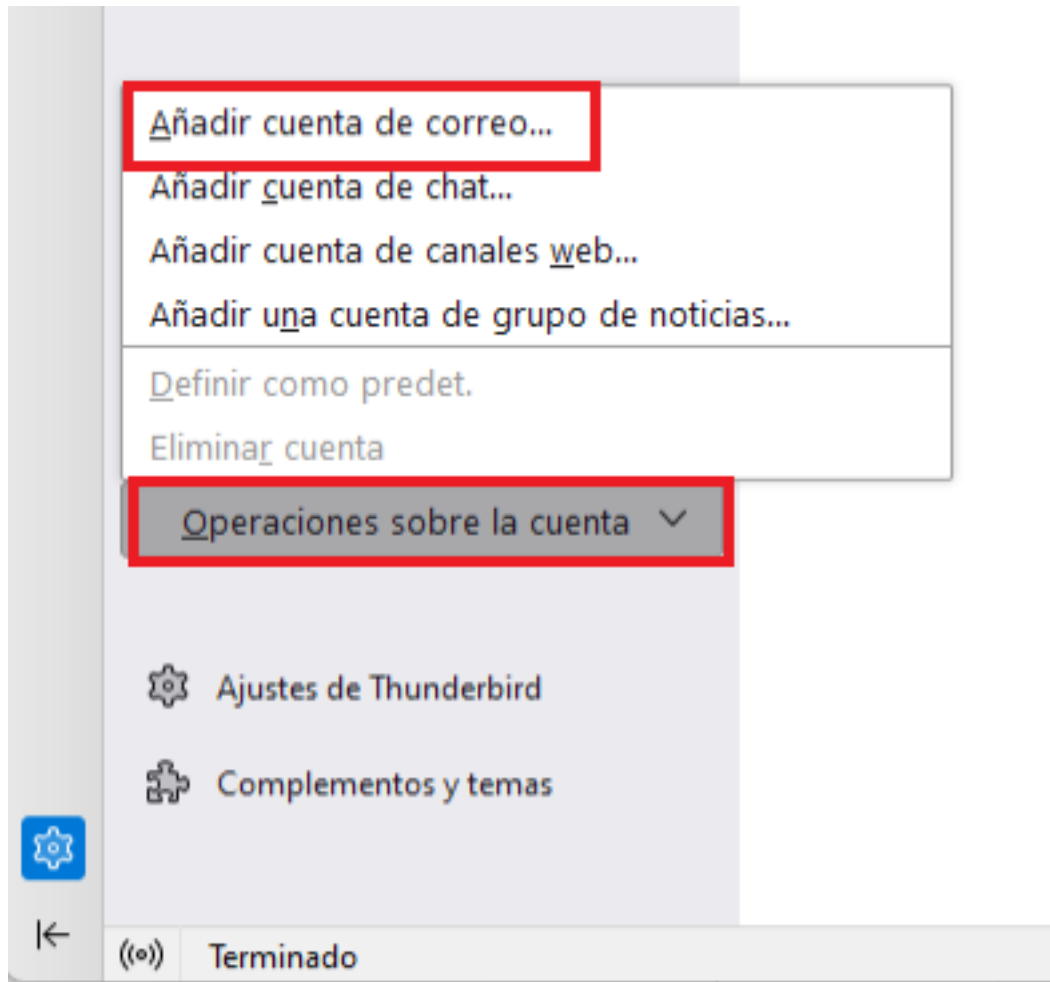 Añadir cuenta de correo...
Añadir cuenta de chat...
Añadir cuenta de canales web...
Añadir una cuenta de grupo de noticias...
Definir como predet.
Eliminar cuenta
Operaciones sobre la cuenta
Ajustes de Thunderbird
Complementos y temas
Terminado